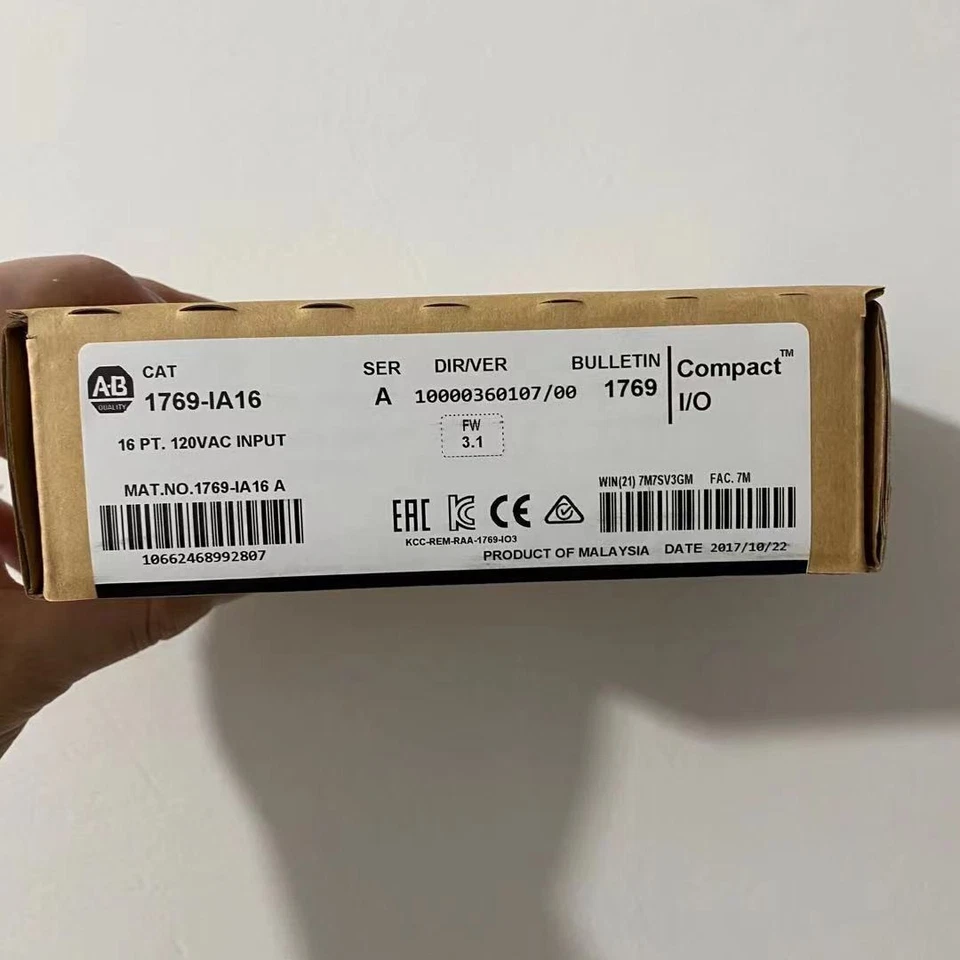 A-B
QUALITY
CAT
1769-IA16
SER
A
DIR/VER
10000360107/00
BULLETIN
1769
Compact™
I/O
16 PT. 120VAC INPUT
FW
3.1
MAT.NO.1769-IA16 A
10662468992807
EAC
CE
KCC-REM-RAA-1769-IO3
WIN(21) 7M7SV3GM FAC. 7M
PRODUCT OF MALAYSIA DATE 2017/10/22